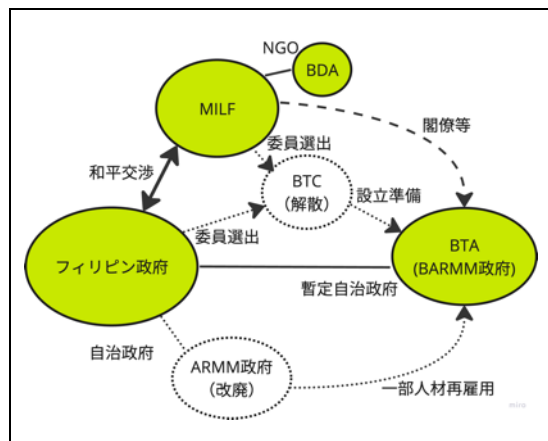 NGO
BDA
MILF
閣僚等
委員選出
和平交渉
BTC
（解散）
設立準備
委員選出
BTA
(BARMM政府)
フィリピン政府
暫定自治政府
自治政府
ARMM政府
（改廃）
一部人材再雇用
miro